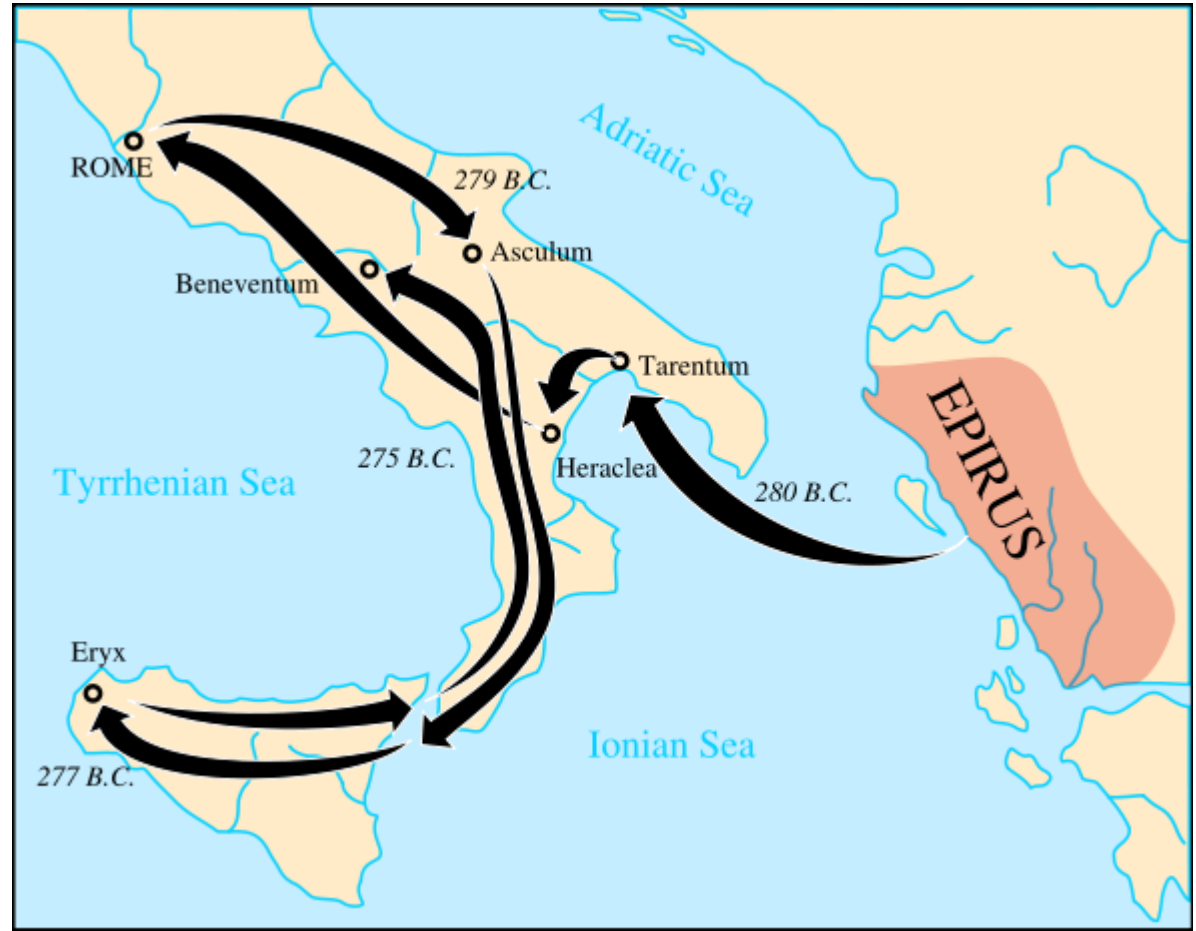 Adriatic Sea
ROME
279 B.C.
Asculum
Beneventum
Tarentum
EPIRUS
275 B.C.
Heraclea
Tyrrhenian Sea
280 B.C.
Eryx
Ionian Sea
277 B.C.